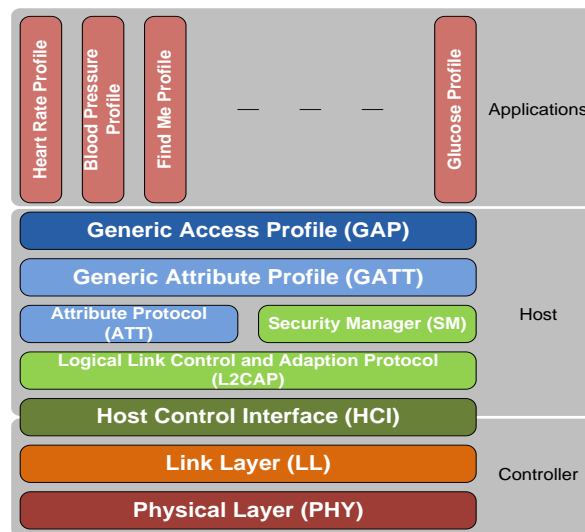 Heart Rate Profile
Blood Pressure
Profile
Find Me Profile
Glucose Profile
Applications
Generic Access Profile (GAP)
Generic Attribute Profile (GATT)
Attribute Protocol
(ATT)
Security Manager (SM)
Logical Link Control and Adaption Protocol
(L2CAP)
Host
Host Control Interface (HCI)
Link Layer (LL)
Controller
Physical Layer (PHY)